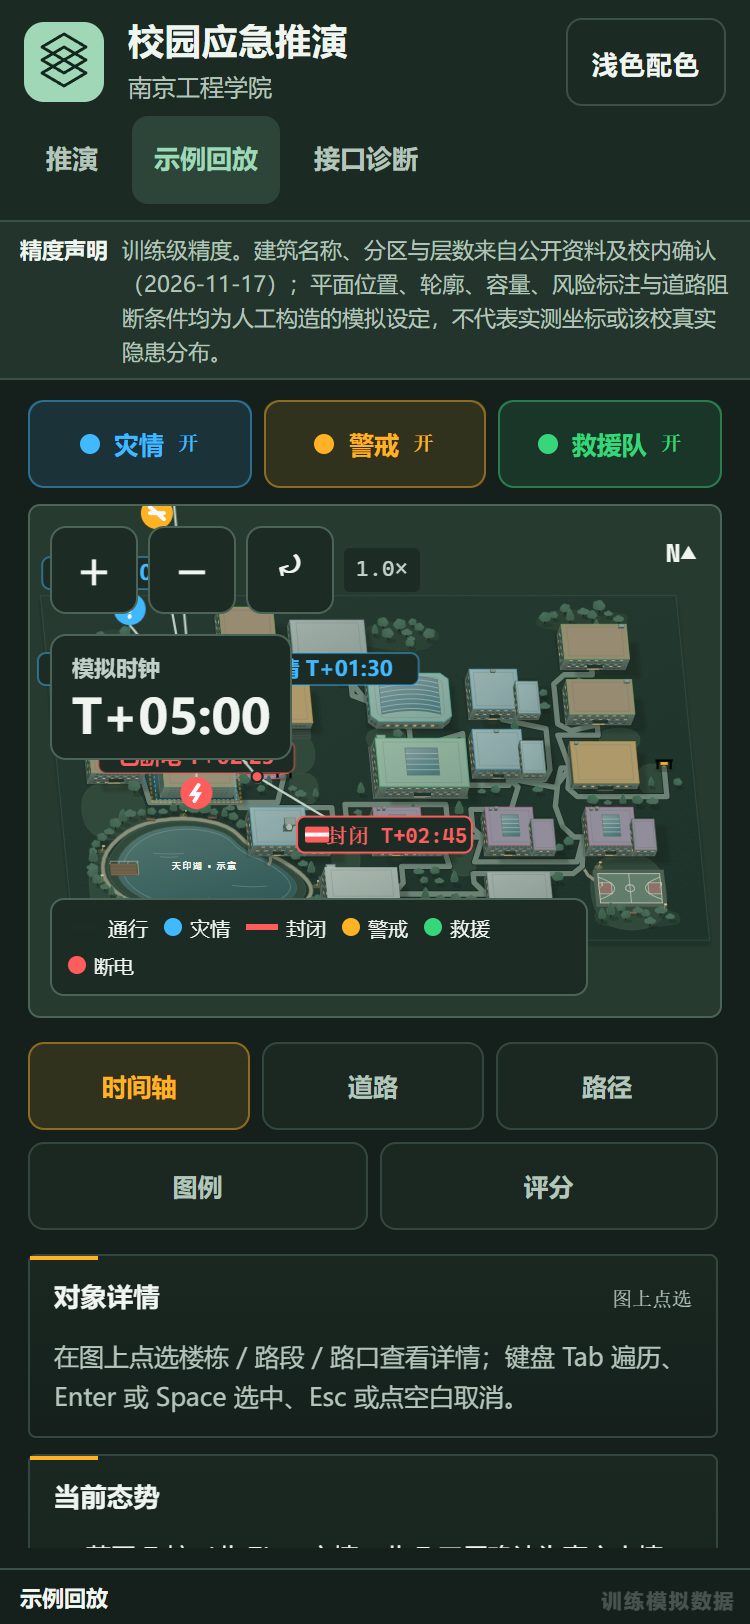 校园应急推演
南京工程学院
浅色配色
推演 示例回放 接口诊断
精度声明 训练级精度。建筑名称、分区与层数来自公开资料及校内确认
（2026-11-17）；平面位置、轮廓、容量、风险标注与道路阻
断条件均为人工构造的模拟设定，不代表实测坐标或该校真实
隐患分布。
灾情 开 警戒 开 救援队 开
+ − 1.0× N▲
模拟时钟
T+05:00
T+01:30
封闭 T+02:45
天印湖·示意
通行 灾情 封闭 警戒 救援
断电
时间轴 道路 路径
图例 评分
对象详情 图上点选
在图上点选楼栋 / 路段 / 路口查看详情；键盘 Tab 遍历、
Enter 或 Space 选中、Esc 或点空白取消。
当前态势
示例回放 训练模拟数据